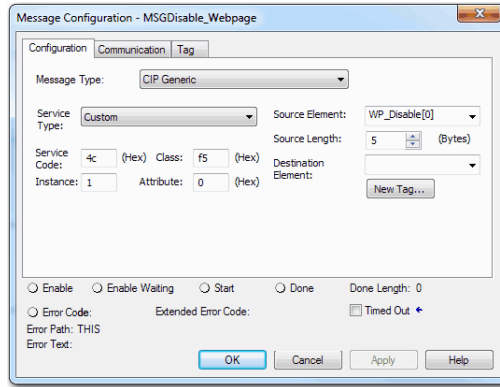 Message Configuration - MSGDisable_Webpage
Configuration Communication Tag
Message Type: CIP Generic
Service Type: Custom
Source Element: WP_Disable[0]
Source Length: 5 (Bytes)
Service Code: 4c (Hex) Class: f5 (Hex)
Destination Element:
Instance: 1 Attribute: 0 (Hex)
New Tag...
Enable Enable Waiting Start Done Done Length: 0
Error Code: Extended Error Code: Timed Out ←
Error Path: THIS
Error Text:
OK Cancel Apply Help